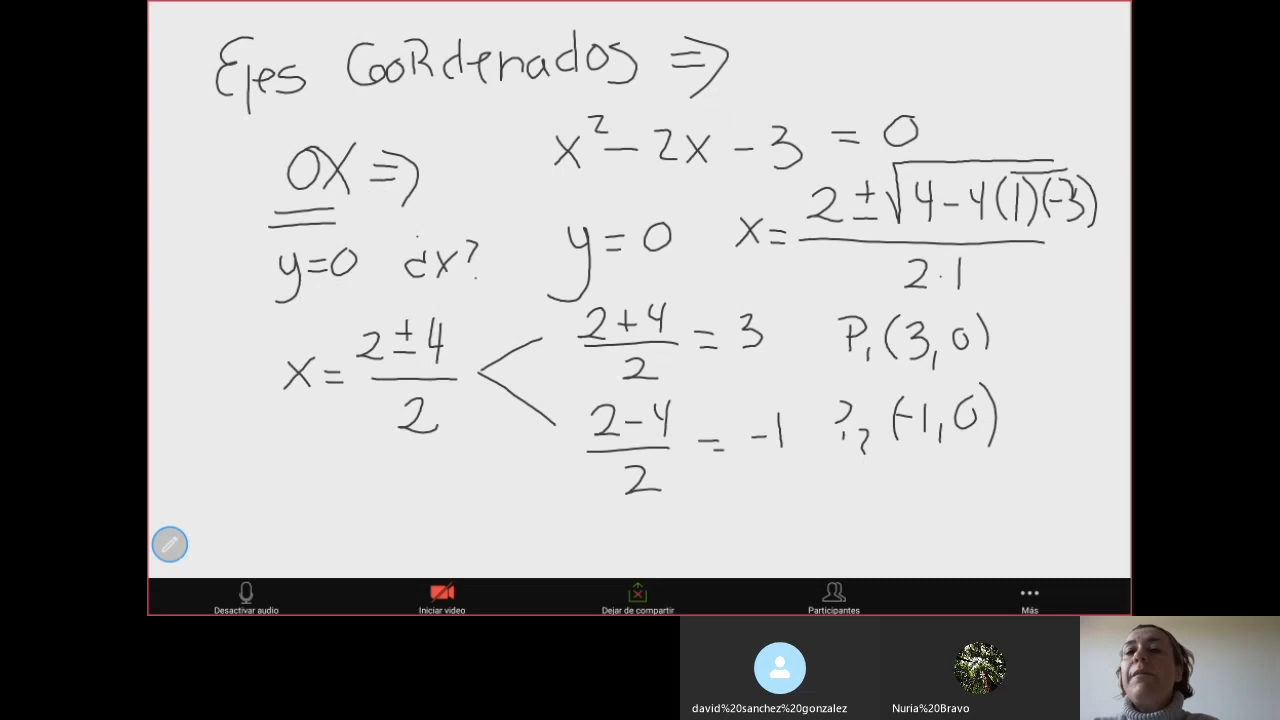 Ejes CooRdenados ⇒
x² - 2x - 3 = 0
OX ⇒
y=0 ¿x?
y = 0
x = (2 ± √(4 - 4(1)(-3))) / (2·1)
x = (2 ± 4) / 2
(2 + 4) / 2 = 3 P₁(3, 0)
(2 - 4) / 2 = -1 (-1, 0)
Desactivar audio
Iniciar video
Dejar de compartir
Participantes
Más
david%20sanchez%20gonzalez
Nuria%20Bravo